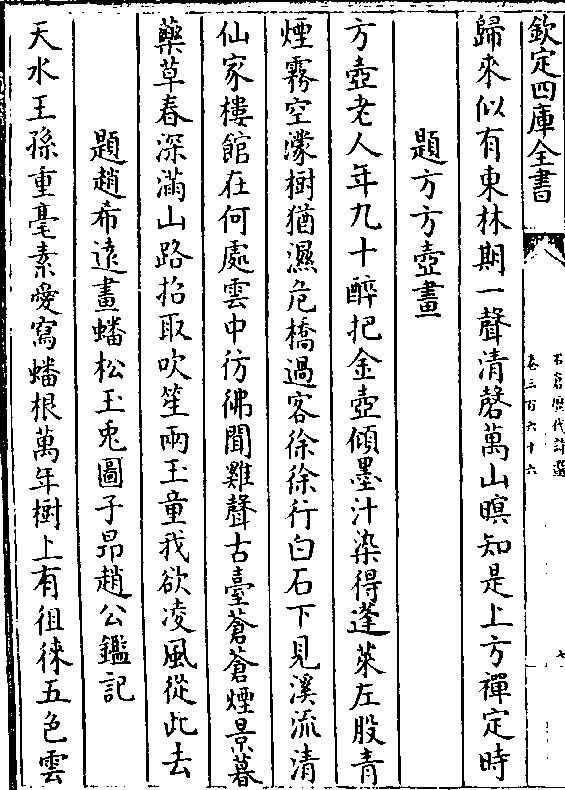 欽定四庫全書
石倉歷代詩選
卷三百六十六
七
歸來似有東林期一聲清磬萬山暝知是上方禪定時
題方方壺畫
方壺老人年九十醉把金壺傾墨汁染得蓬萊左股青
煙霧空濛樹猶濕危橋過客徐徐行白石下見溪流清
仙家樓館在何處雲中彷彿聞雞聲古臺蒼蒼煙景暮
藥草春深滿山路招取吹笙兩玉童我欲凌風從此去
題趙希遠畫蟠松玉兎圖子昂趙公鑑記
天水王孫重毫素愛寫蟠根萬年樹上有徂徠五色雲